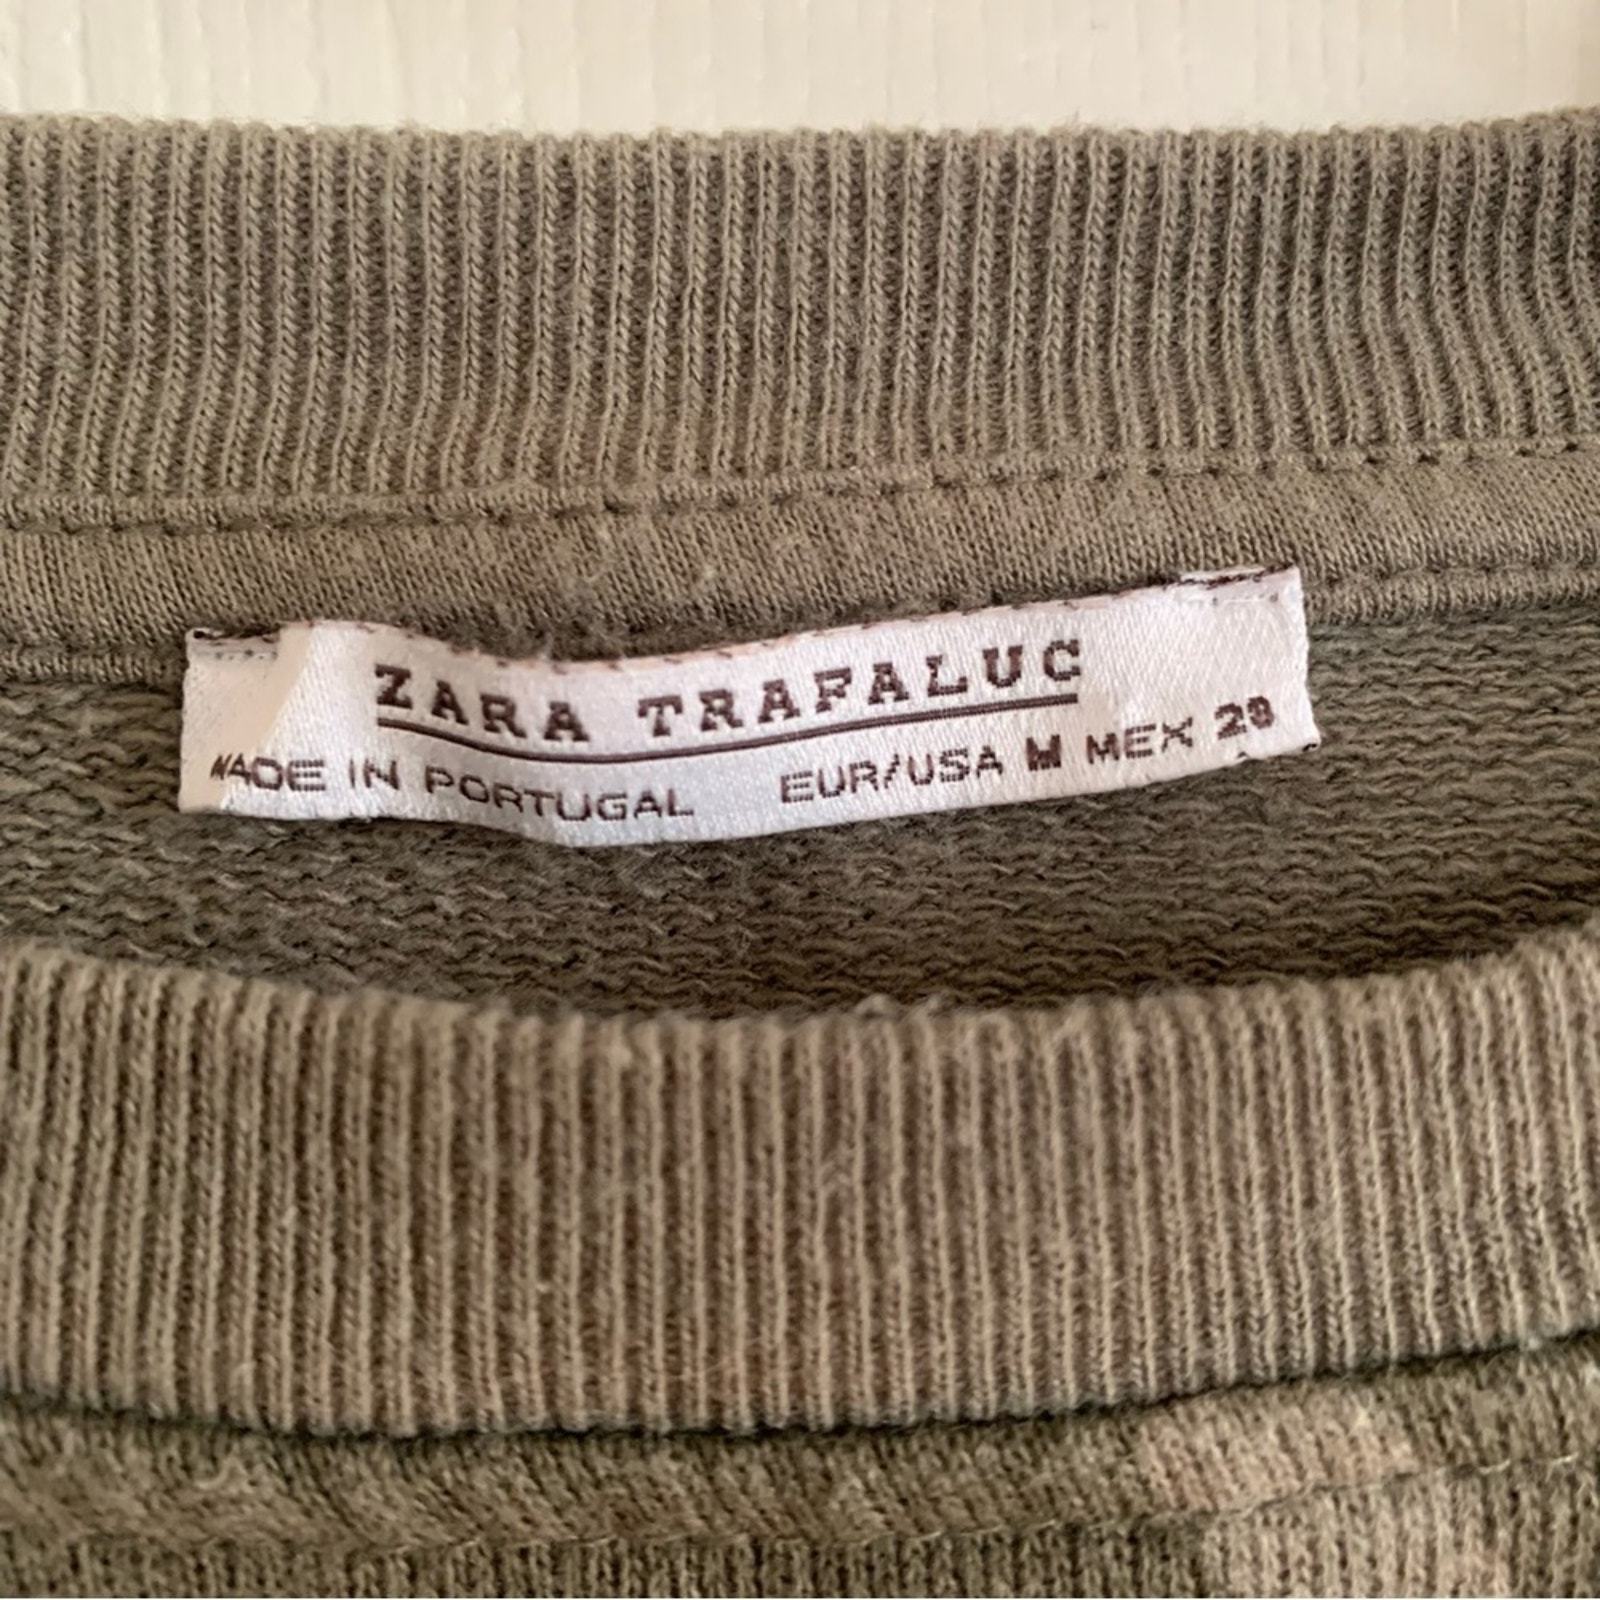 ZARA TRAFALUC
MADE IN PORTUGAL EUR/USA M MEX 28